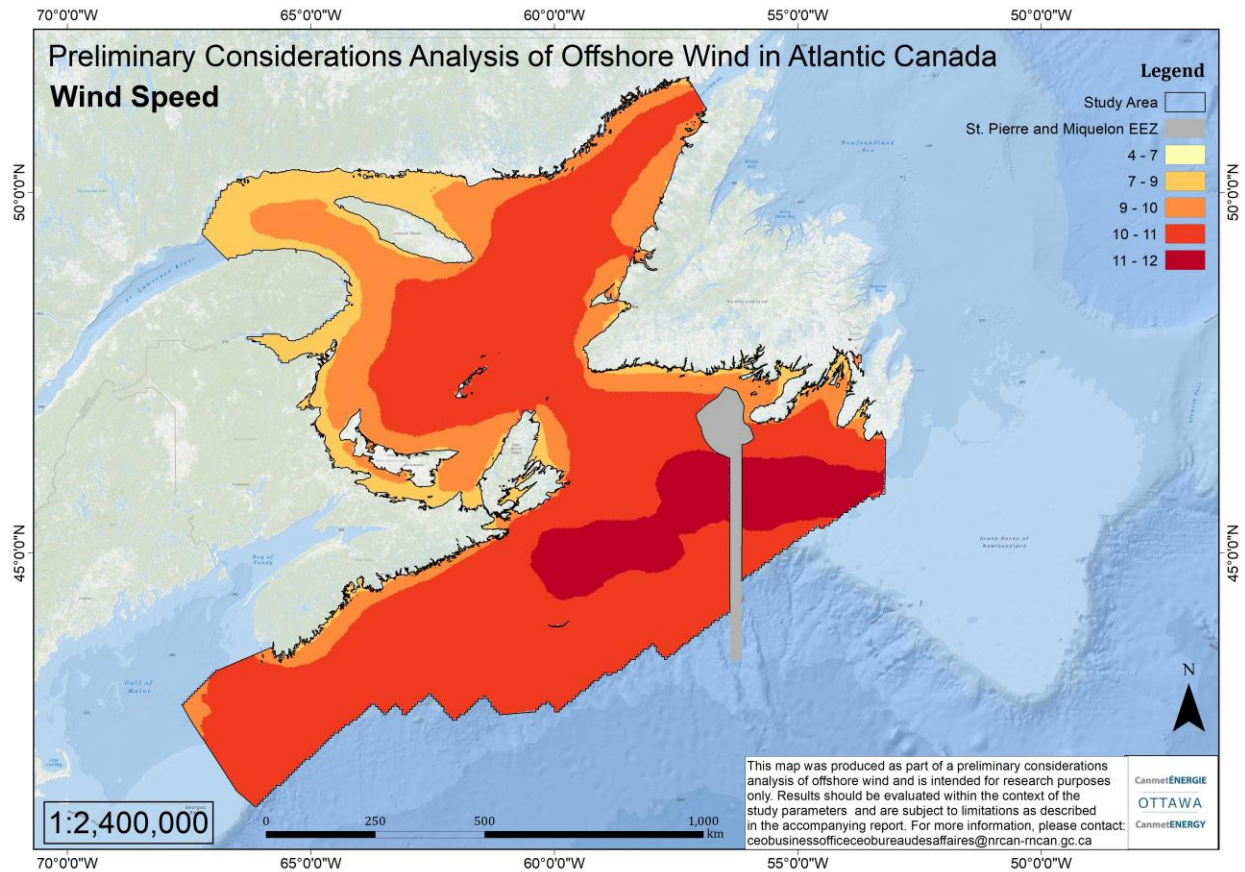 70°0'0"W 65°0'0"W 60°0'0"W 55°0'0"W 50°0'0"W
Preliminary Considerations Analysis of Offshore Wind in Atlantic Canada
Wind Speed
Legend
Study Area
St. Pierre and Miquelon EEZ
4 - 7
7 - 9
9 - 10
10 - 11
11 - 12
50°0'0"N 50°0'0"N
Newfoundland
St. Lawrence River
45°0'0"N 45°0'0"N
Grand Banks of
Newfoundland
Bay of
Fundy
Gulf of
Maine
N
This map was produced as part of a preliminary considerations
analysis of offshore wind and is intended for research purposes
only. Results should be evaluated within the context of the
study parameters and are subject to limitations as described
in the accompanying report. For more information, please contact:
ceobusinessofficeceobureaudesaffaires@nrcan-rncan.gc.ca
CanmetÉNERGIE
OTTAWA
CanmetENERGY
1:2,400,000
0 250 500 1,000
km
70°0'0"W 65°0'0"W 60°0'0"W 55°0'0"W 50°0'0"W